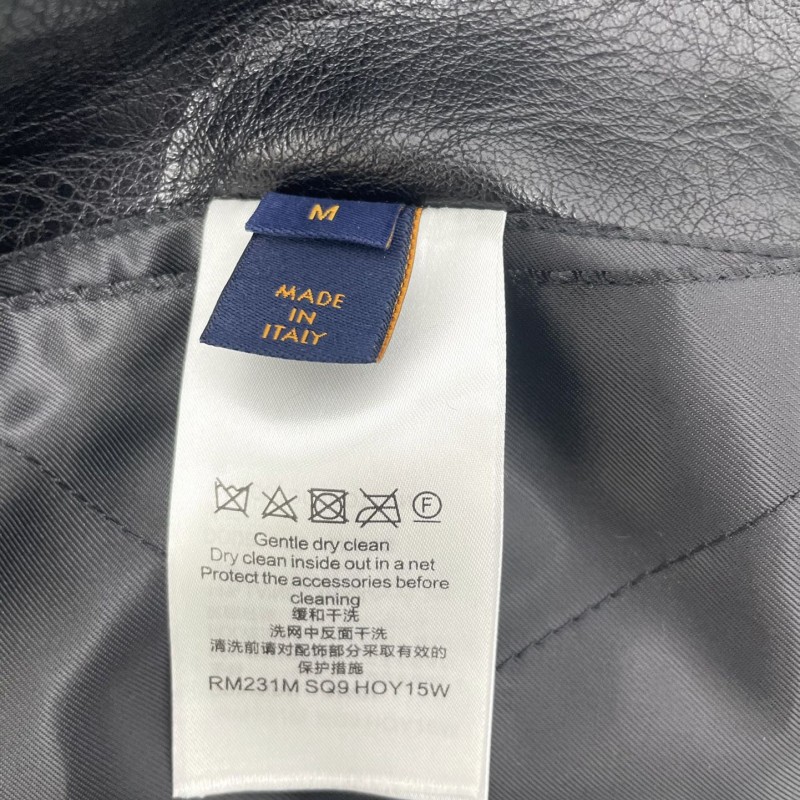 M
MADE
IN
ITALY
F
Gentle dry clean
Dry clean inside out in a net
Protect the accessories before
cleaning
缓和干洗
洗网中反面干洗
清洗前请对配饰部分采取有效的
保护措施
RM231M SQ9 HOY15W